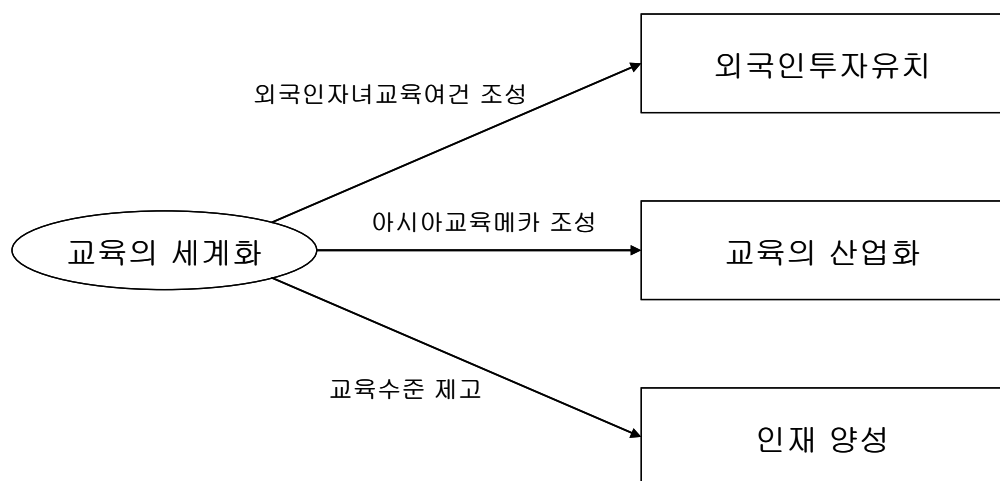 외국인투자유치
외국인자녀교육여건 조성
아시아교육메카 조성
교육의 세계화
교육의 산업화
교육수준 제고
인재 양성